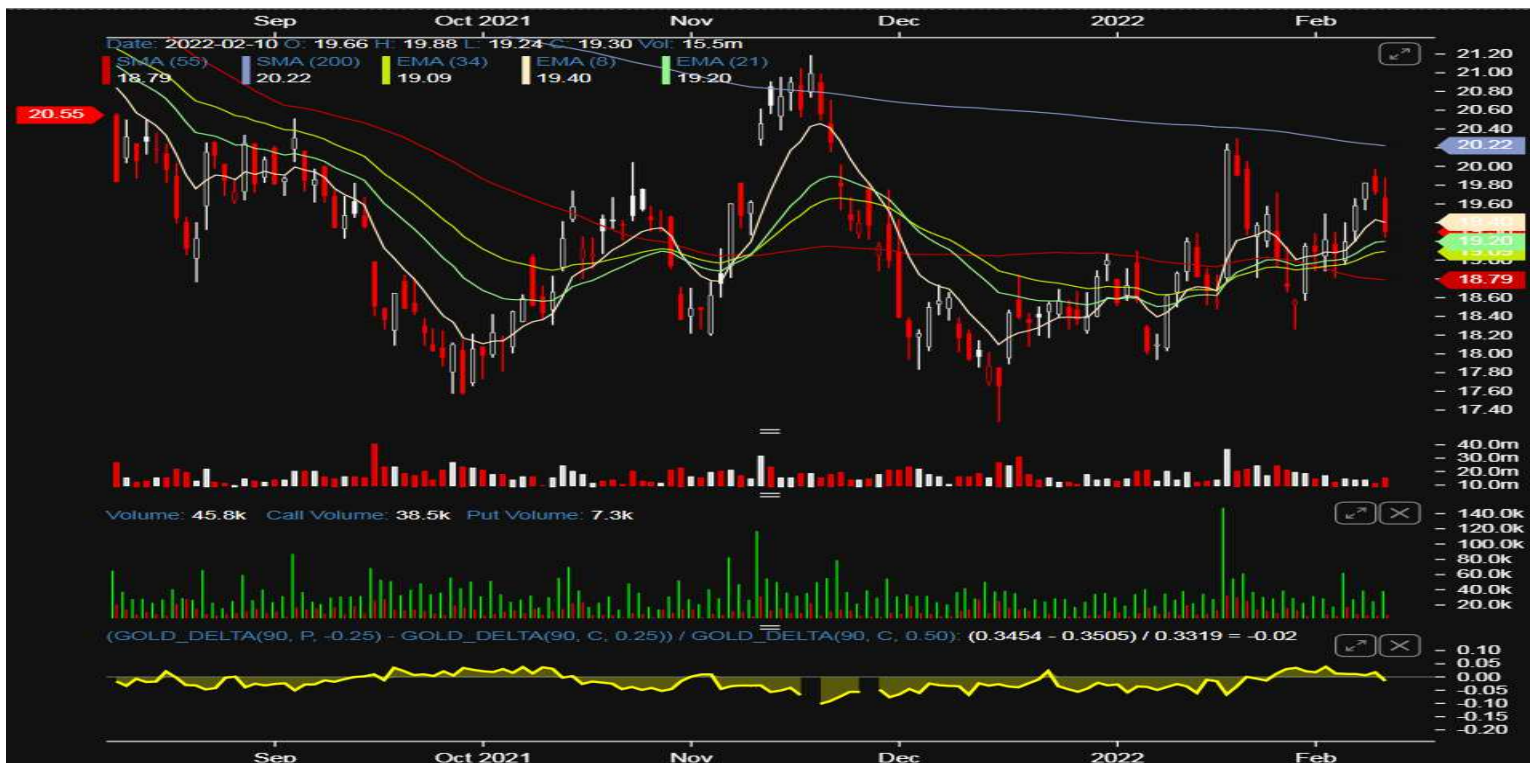 Sep Oct 2021 Nov Dec 2022 Feb
Date: 2022-02-10 O: 19.66 H: 19.88 L: 19.24 C: 19.30 Vol: 15.5m
SMA (55) SMA (200) EMA (34) EMA (8) EMA (21)
18.79 20.22 19.09 19.40 19.20
21.20
21.00
20.80
20.60
20.55
20.40
20.22
20.00
19.80
19.60
19.40
19.20
19.09
19.00
18.79
18.60
18.40
18.20
18.00
17.80
17.60
17.40
40.0m
30.0m
20.0m
10.0m
Volume: 45.8k Call Volume: 38.5k Put Volume: 7.3k
140.0k
120.0k
100.0k
80.0k
60.0k
40.0k
20.0k
(GOLD_DELTA(90, P, -0.25) - GOLD_DELTA(90, C, 0.25)) / GOLD_DELTA(90, C, 0.50): (0.3454 - 0.3505) / 0.3319 = -0.02
0.10
0.05
0.00
-0.05
-0.10
-0.15
-0.20
Sep Oct 2021 Nov Dec 2022 Feb